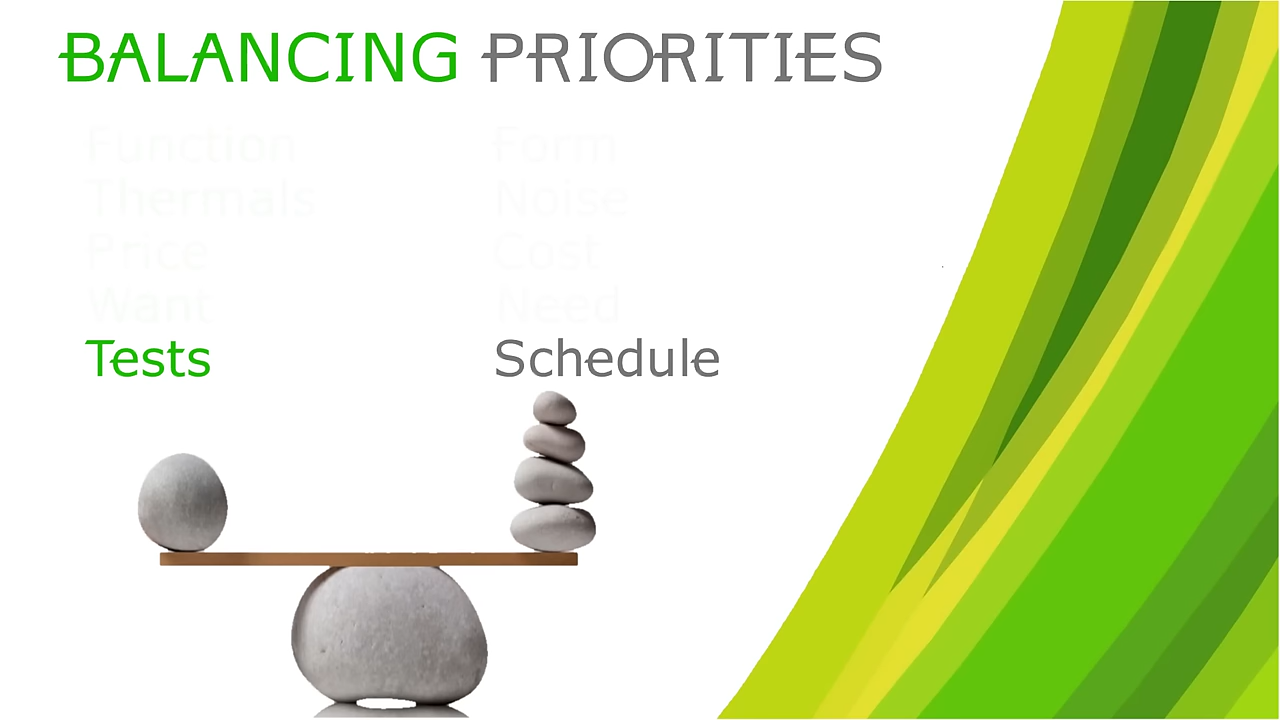 BALANCING PRIORITIES
Function Form
Thermals Noise
Price Cost
Want Need
Tests Schedule